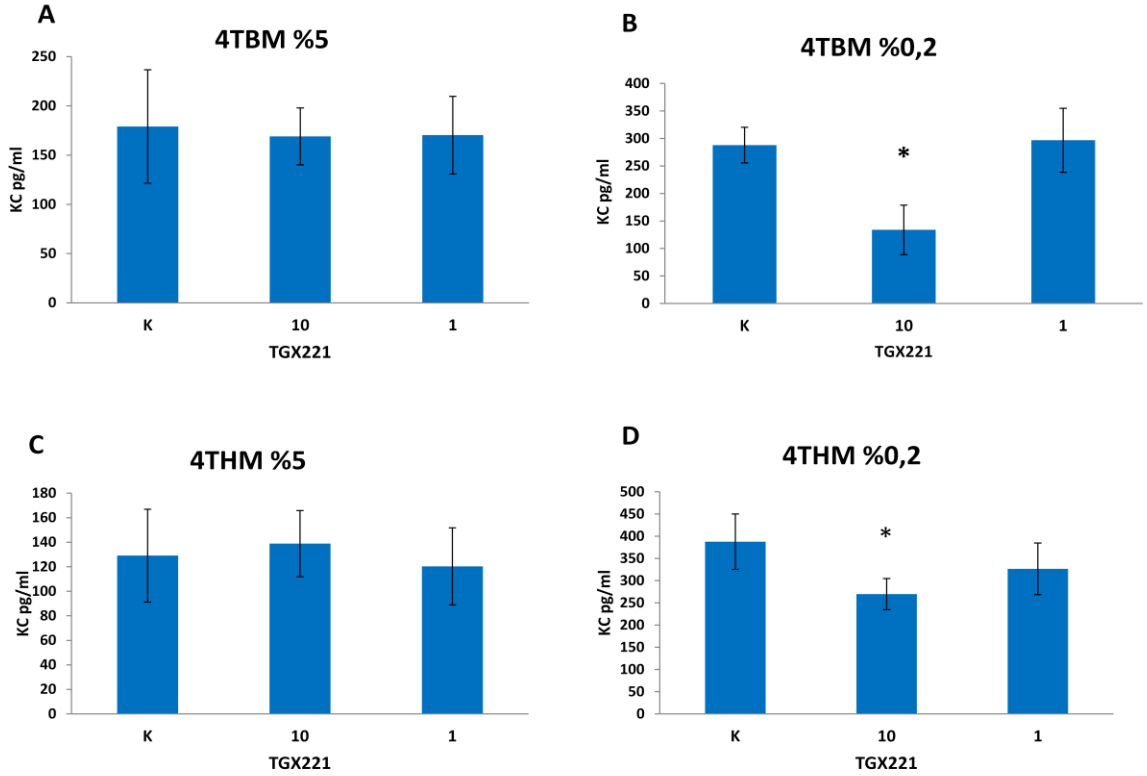 A
4TBM %5
250
200
150
100
50
0
KC pg/ml
K 10 1
TGX221
B
4TBM %0,2
400
350
300
250
200
150
100
50
0
KC pg/ml
*
K 10 1
TGX221
C
4THM %5
180
160
140
120
100
80
60
40
20
0
KC pg/ml
K 10 1
TGX221
D
4THM %0,2
500
450
400
350
300
250
200
150
100
50
0
KC pg/ml
*
K 10 1
TGX221